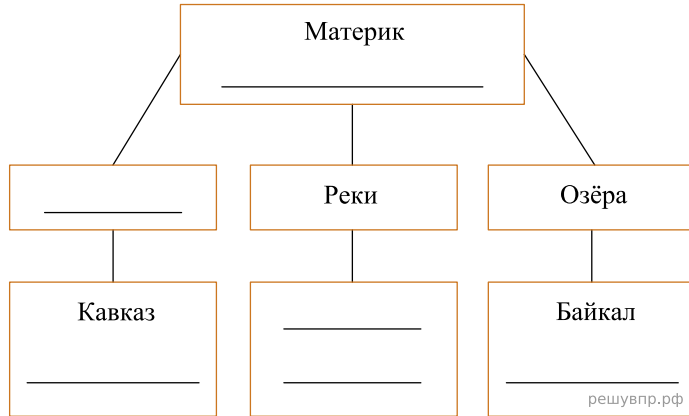 Материк
Реки
Озёра
Кавказ
Байкал
решувпр.рф